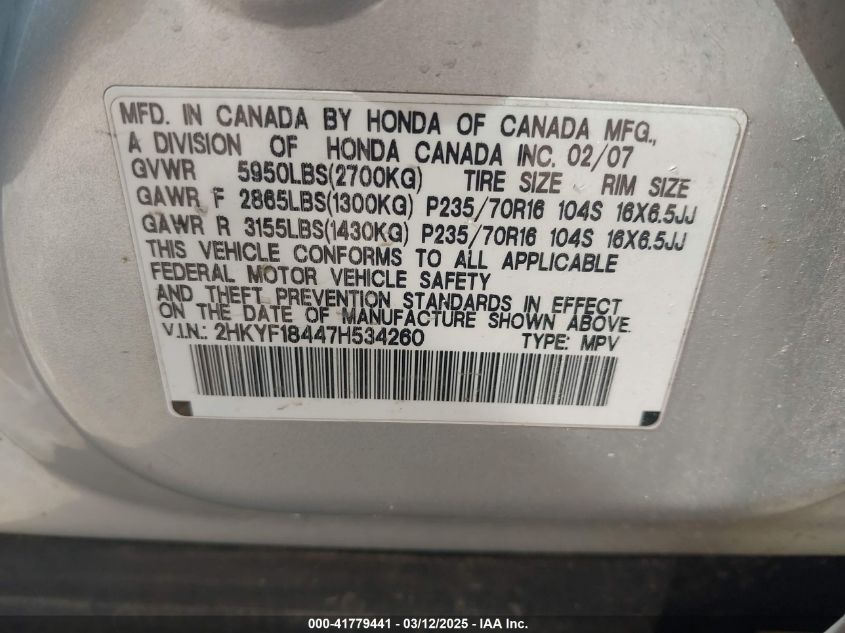 MFD. IN CANADA BY HONDA OF CANADA MFG.,
A DIVISION OF HONDA CANADA INC. 02/07
GVWR 5950LBS(2700KG) TIRE SIZE RIM SIZE
GAWR F 2865LBS(1300KG) P235/70R16 104S 16X6.5JJ
GAWR R 3155LBS(1430KG) P235/70R16 104S 16X6.5JJ
THIS VEHICLE CONFORMS TO ALL APPLICABLE
FEDERAL MOTOR VEHICLE SAFETY
AND THEFT PREVENTION STANDARDS IN EFFECT
ON THE DATE OF MANUFACTURE SHOWN ABOVE.
V.I.N.: 2HKYF18447H534260 TYPE: MPV
000-41779441 - 03/12/2025 - IAA Inc.